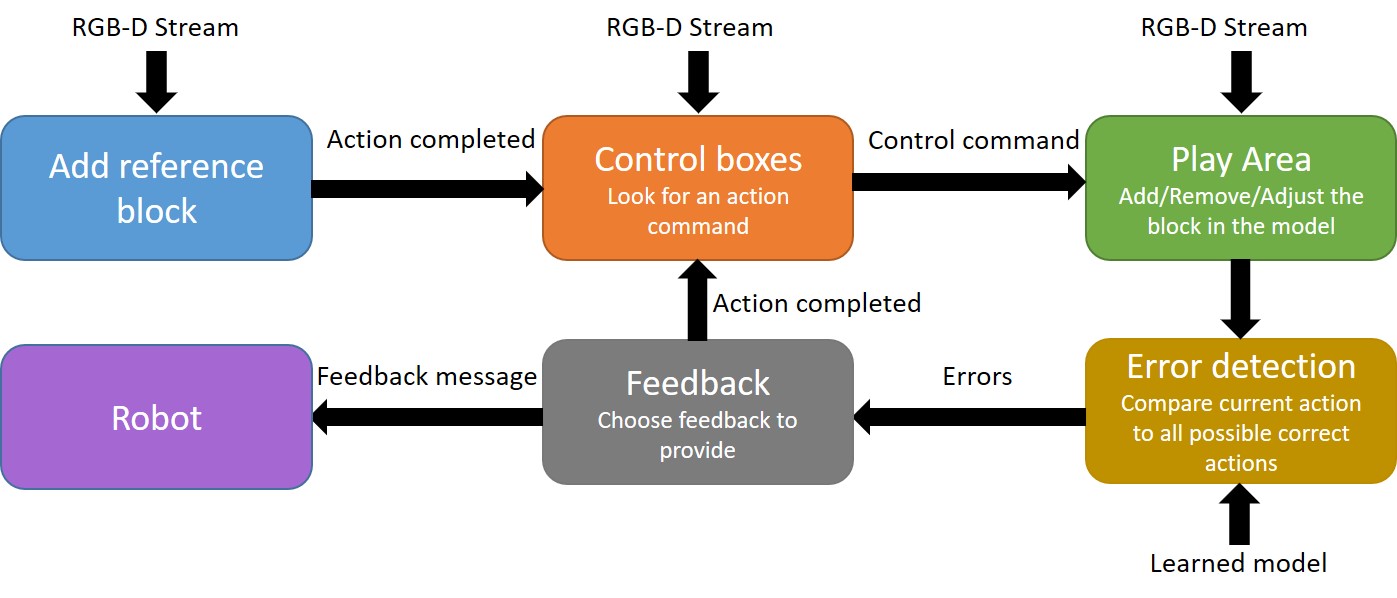 RGB-D Stream
RGB-D Stream
RGB-D Stream
Add reference
block
Action completed
Control boxes
Look for an action
command
Control command
Play Area
Add/Remove/Adjust the
block in the model
Action completed
Robot
Feedback message
Feedback
Choose feedback to
provide
Errors
Error detection
Compare current action
to all possible correct
actions
Learned model